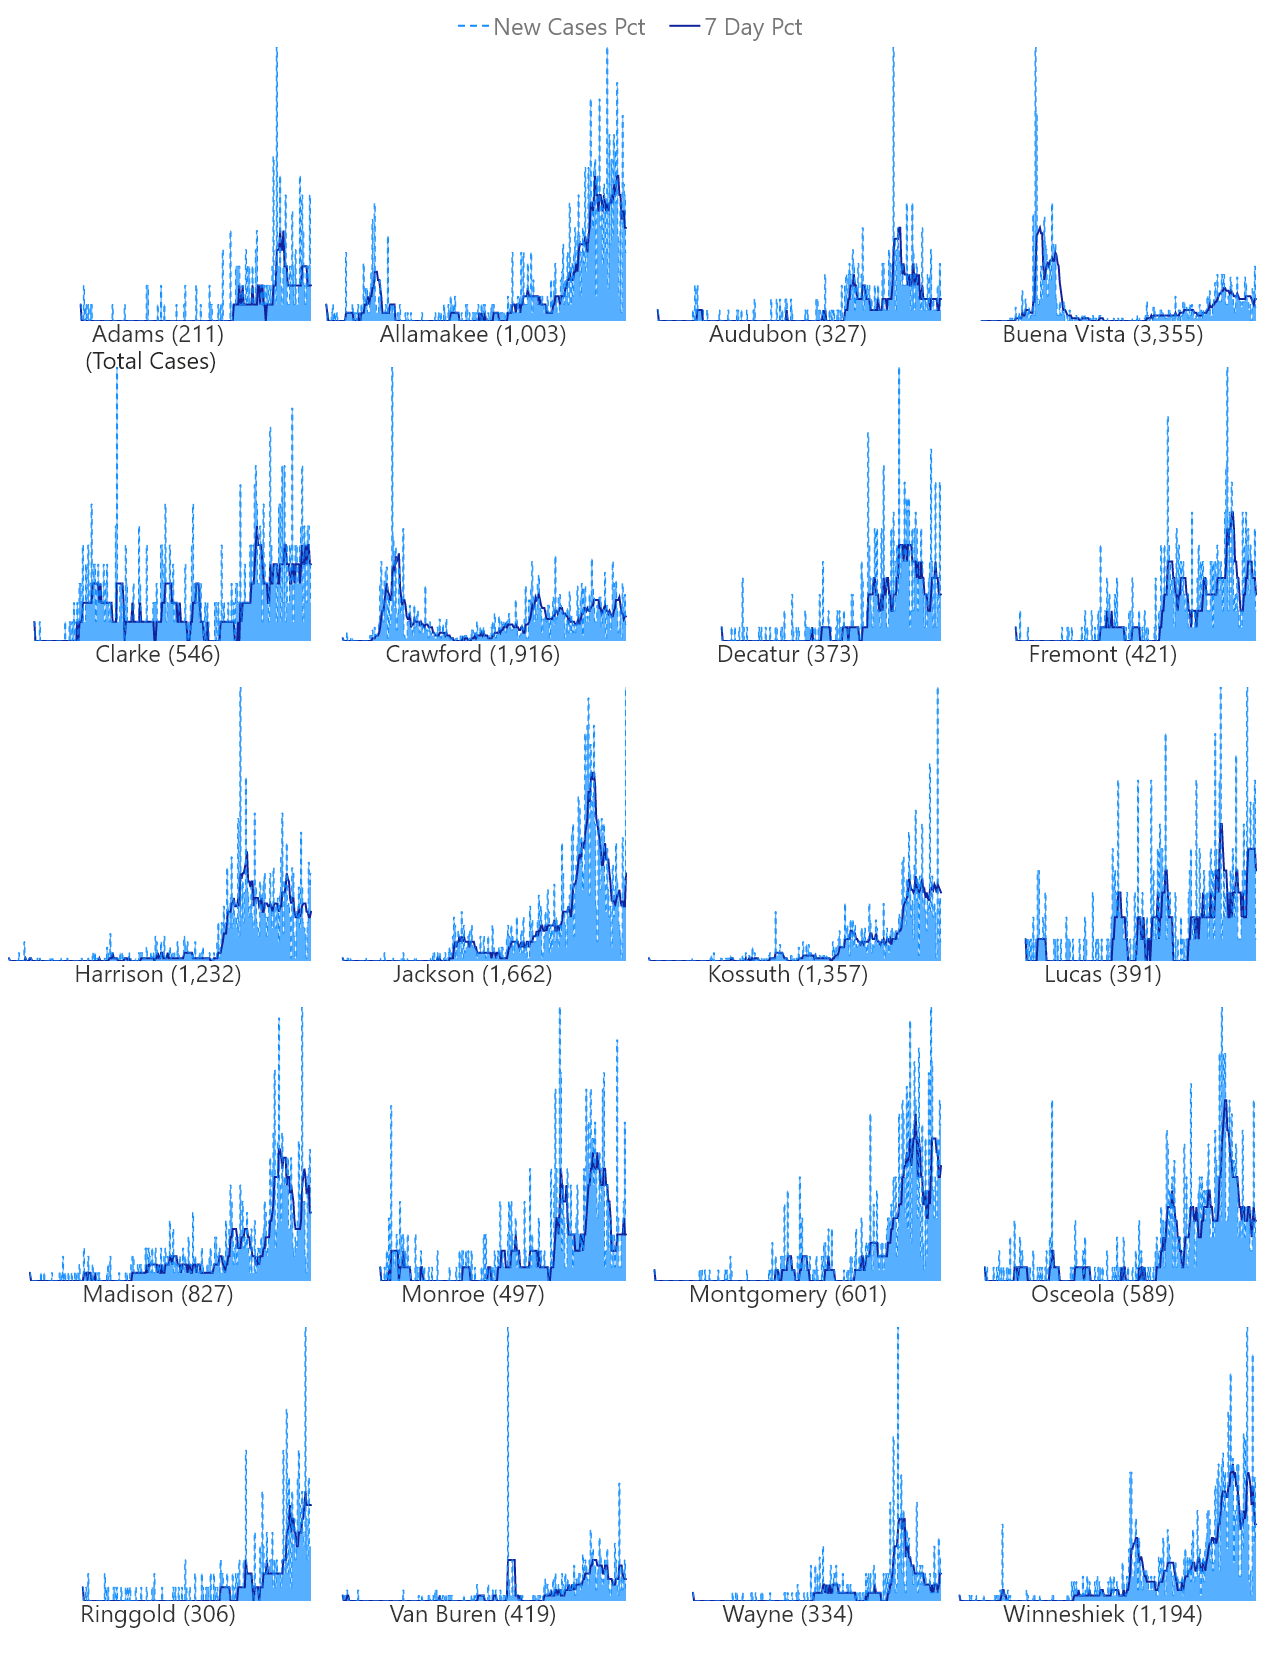 New Cases Pct 7 Day Pct
Adams (211) Allamakee (1,003) Audubon (327) Buena Vista (3,355)
(Total Cases)
Clarke (546) Crawford (1,916) Decatur (373) Fremont (421)
Harrison (1,232) Jackson (1,662) Kossuth (1,357) Lucas (391)
Madison (827) Monroe (497) Montgomery (601) Osceola (589)
Ringgold (306) Van Buren (419) Wayne (334) Winneshiek (1,194)